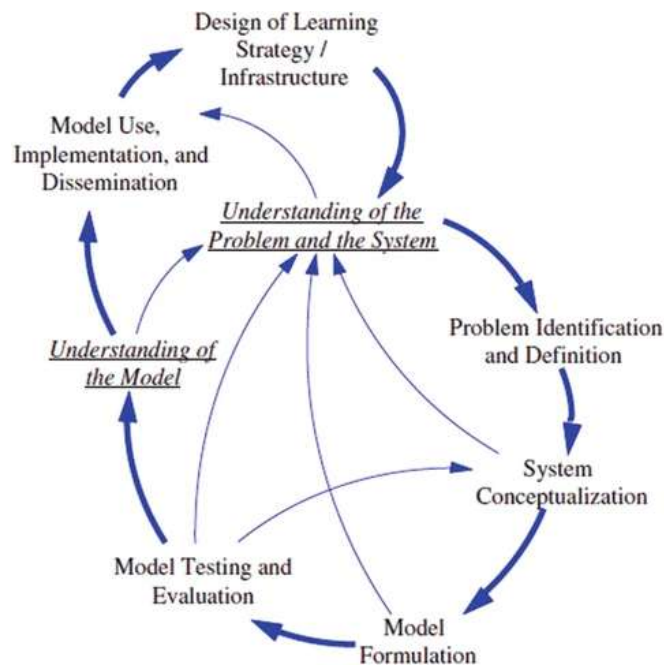 Design of Learning
Strategy /
Infrastructure
Model Use,
Implementation, and
Dissemination
Understanding of the
Problem and the System
Problem Identification
and Definition
Understanding of
the Model
System
Conceptualization
Model Testing and
Evaluation
Model
Formulation